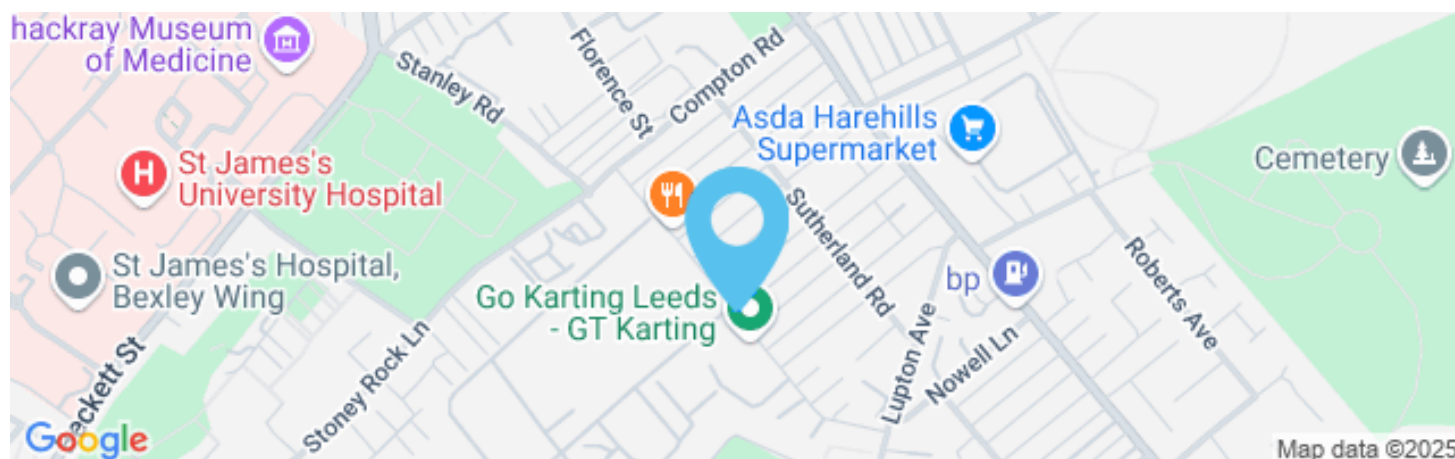 hackray Museum
of Medicine
Stanley Rd
Florence St
Compton Rd
Asda Harehills
Supermarket
Cemetery
H
St James's
University Hospital
Sutherland Rd
St James's Hospital,
Bexley Wing
Go Karting Leeds
- GT Karting
bp
Roberts Ave
Lupton Ave
Nowell Ln
Stoney Rock Ln
eckett St
Google
Map data ©2025